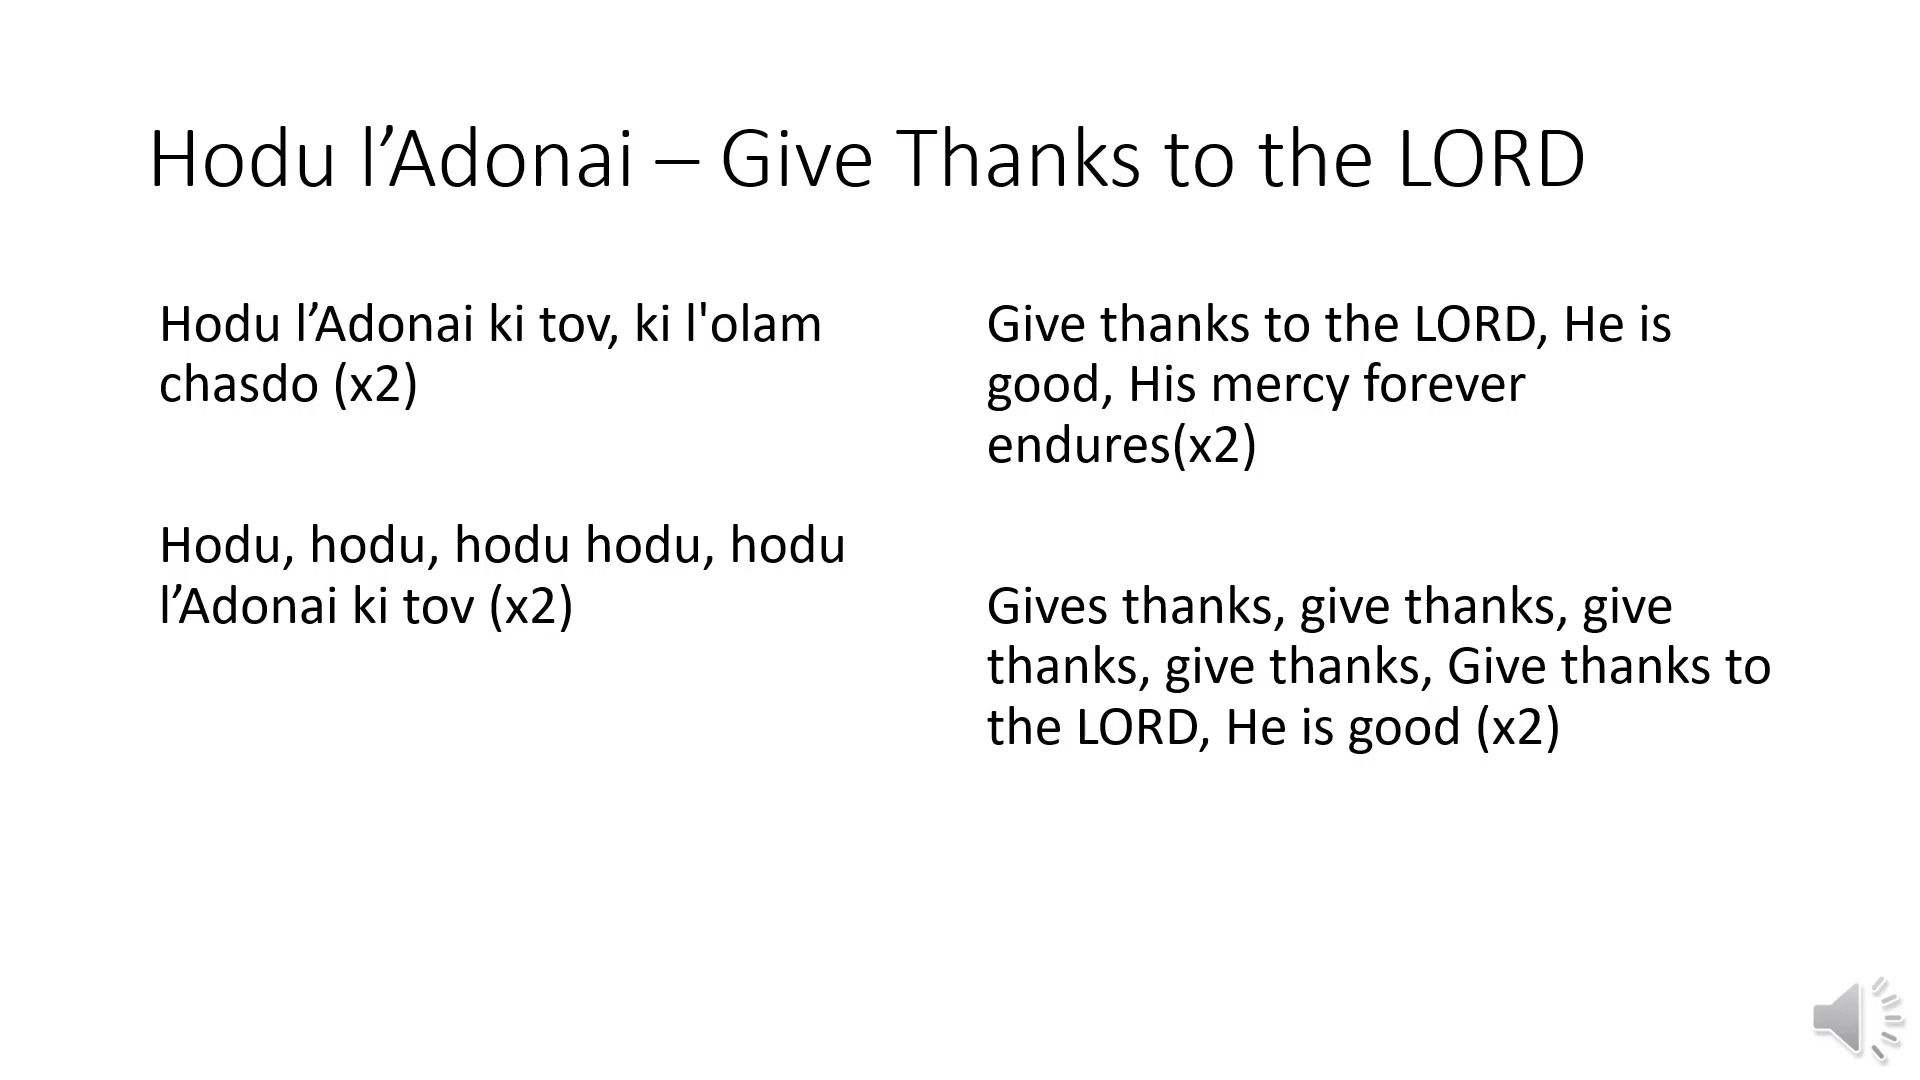 Hodu l’Adonai – Give Thanks to the LORD
Hodu l’Adonai ki tov, ki l'olam
chasdo (x2)
Hodu, hodu, hodu hodu, hodu
l’Adonai ki tov (x2)
Give thanks to the LORD, He is
good, His mercy forever
endures(x2)
Gives thanks, give thanks, give
thanks, give thanks, Give thanks to
the LORD, He is good (x2)